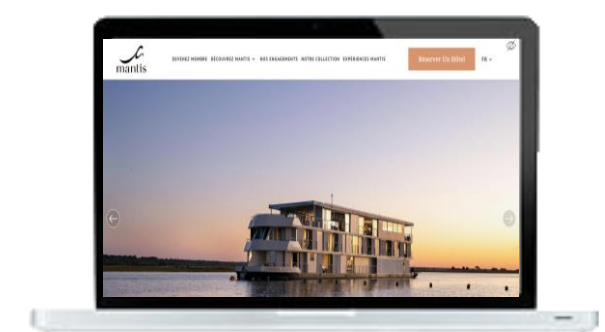 mantis
DEVENEZ MEMBRE DÉCOUVREZ MANTIS NOS ENGAGEMENTS NOTRE COLLECTION EXPÉRIENCES MANTIS
Réserver Un Hôtel
FR